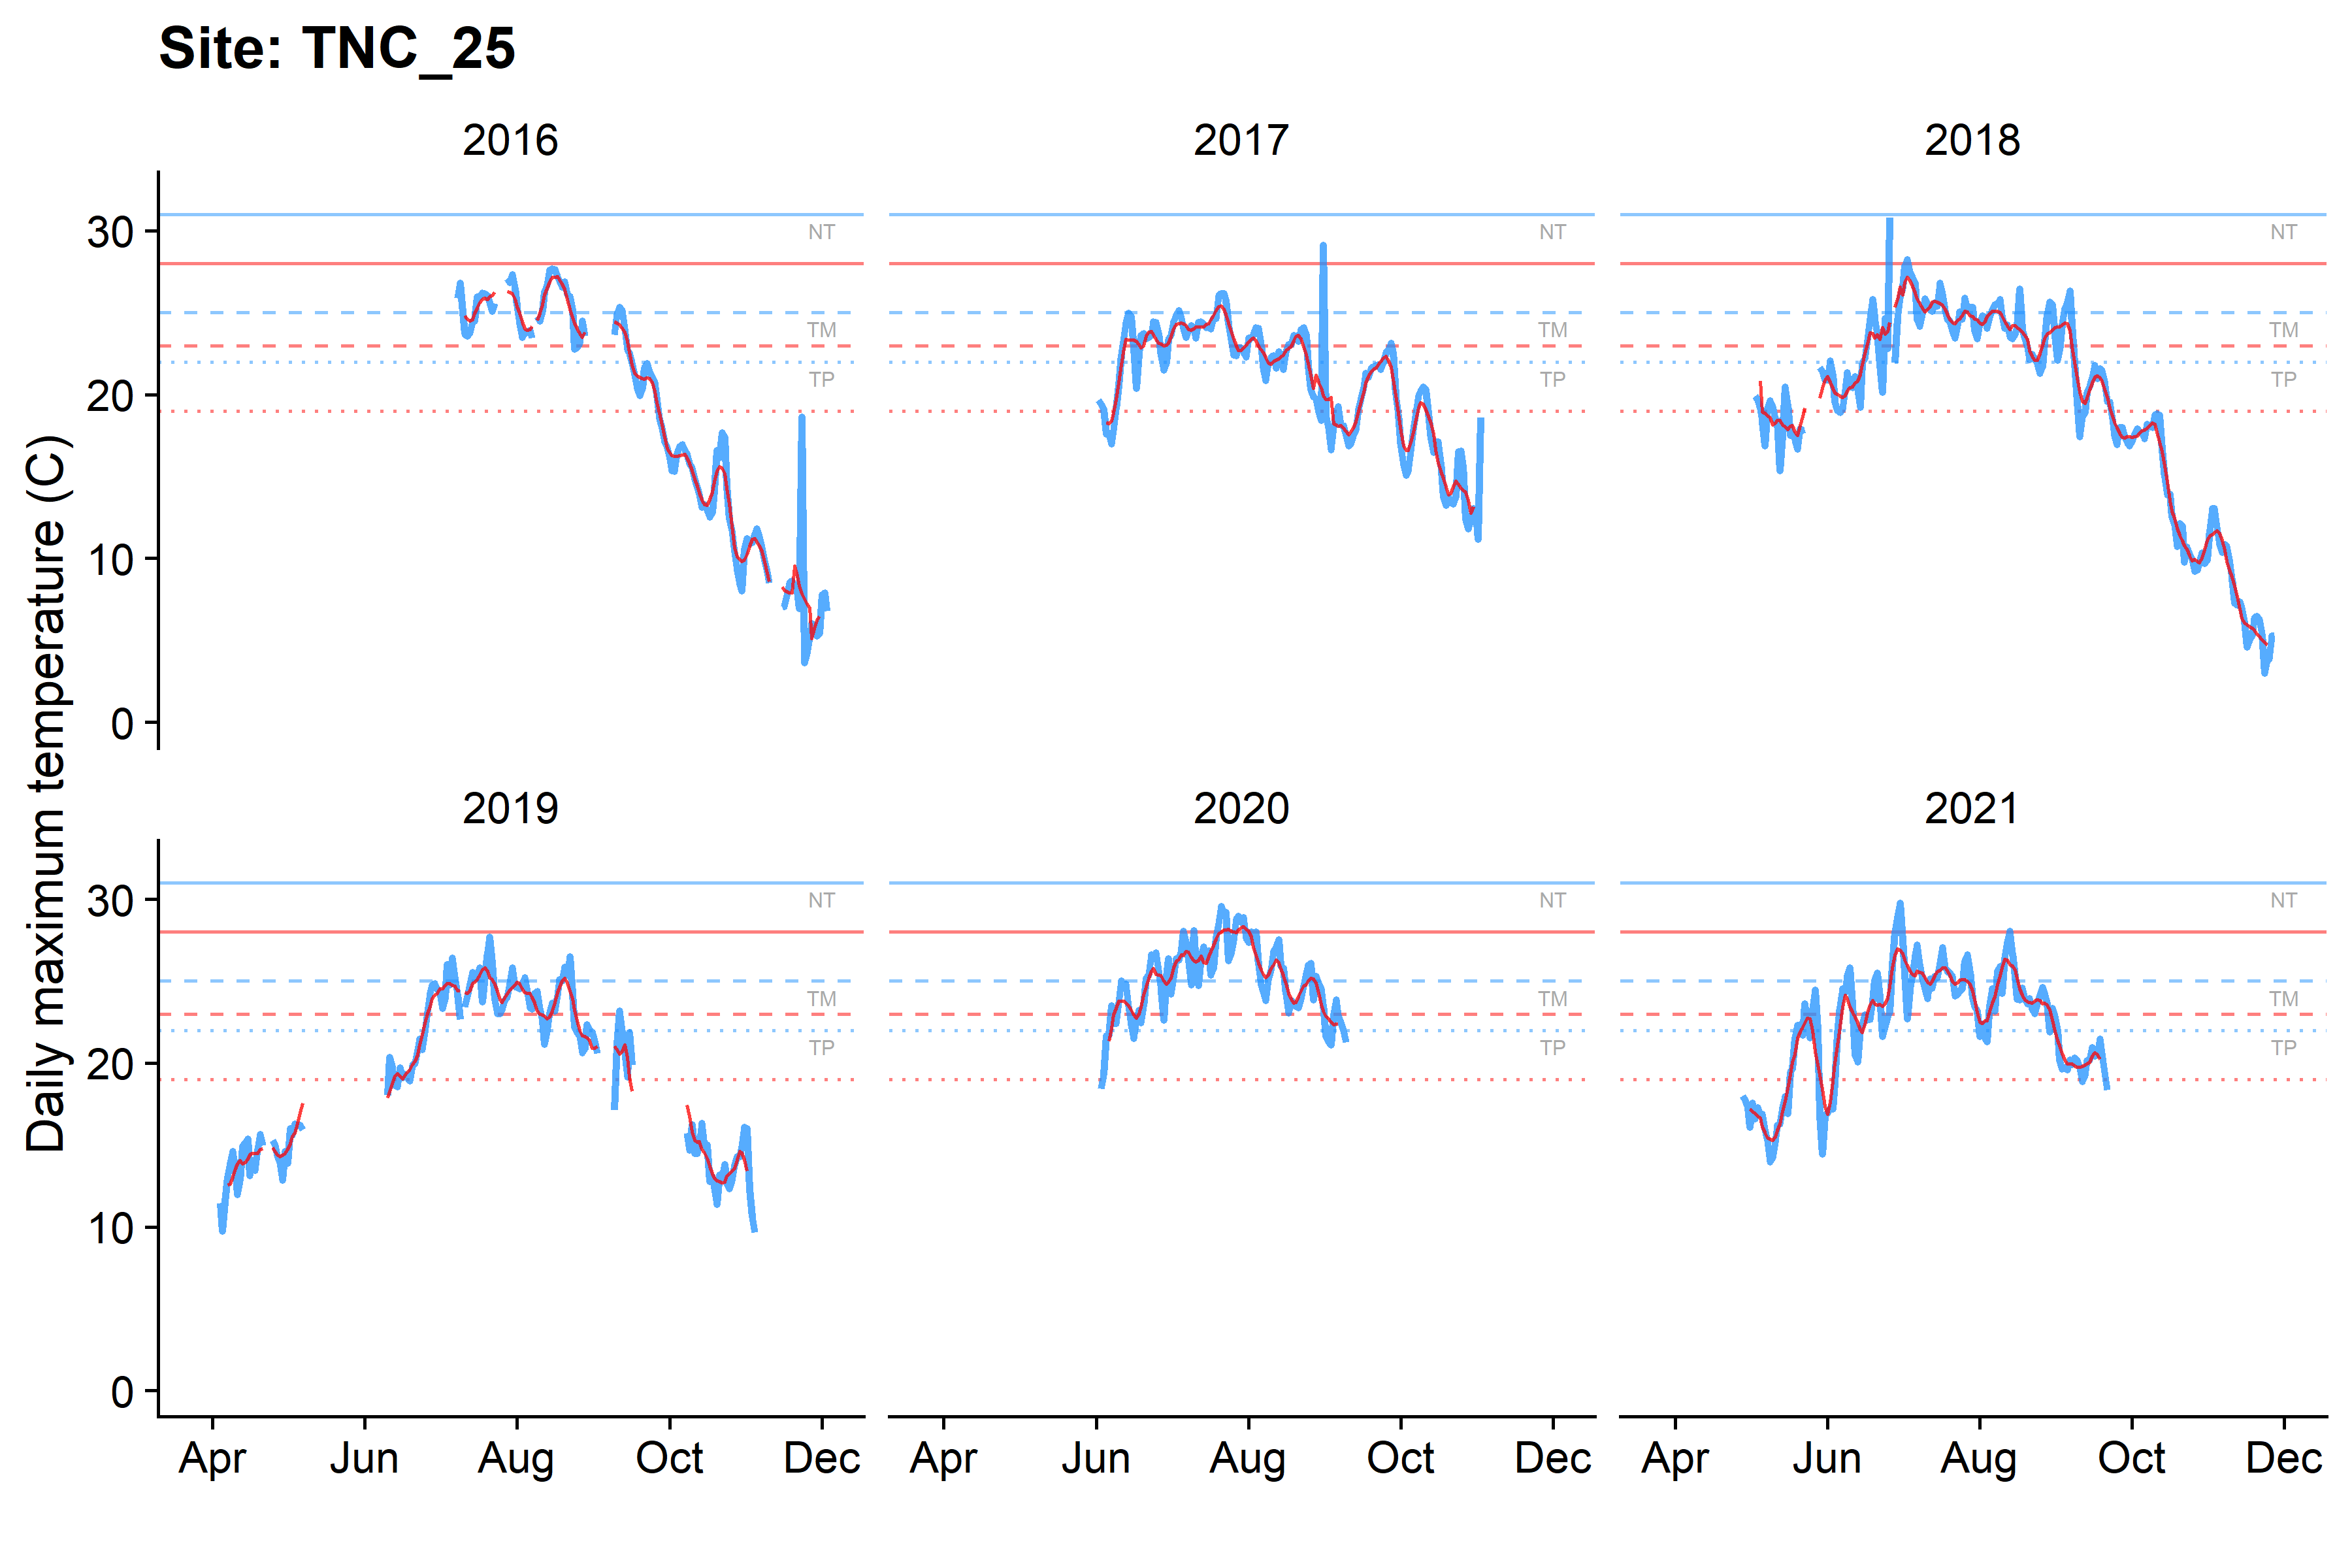 Site: TNC_25
2016 2017 2018
30
20
10
0
NT NT NT
TM TM TM
TP TP TP
Daily maximum temperature (C)
2019 2020 2021
30
20
10
0
NT NT NT
TM TM TM
TP TP TP
Apr Jun Aug Oct Dec Apr Jun Aug Oct Dec Apr Jun Aug Oct Dec